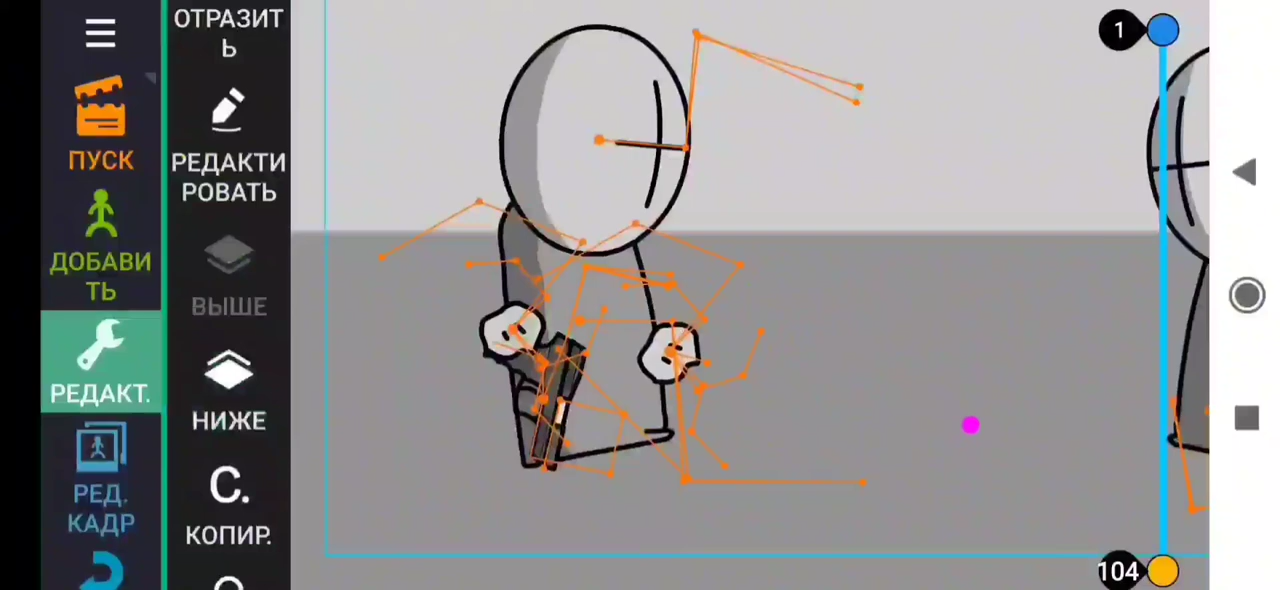 ПУСК
ДОБАВИ
ТЬ
РЕДАКТ.
РЕД.
КАДР
ОТРАЗИТ
Ь
РЕДАКТИ
РОВАТЬ
ВЫШЕ
НИЖЕ
С.
КОПИР.
1
104